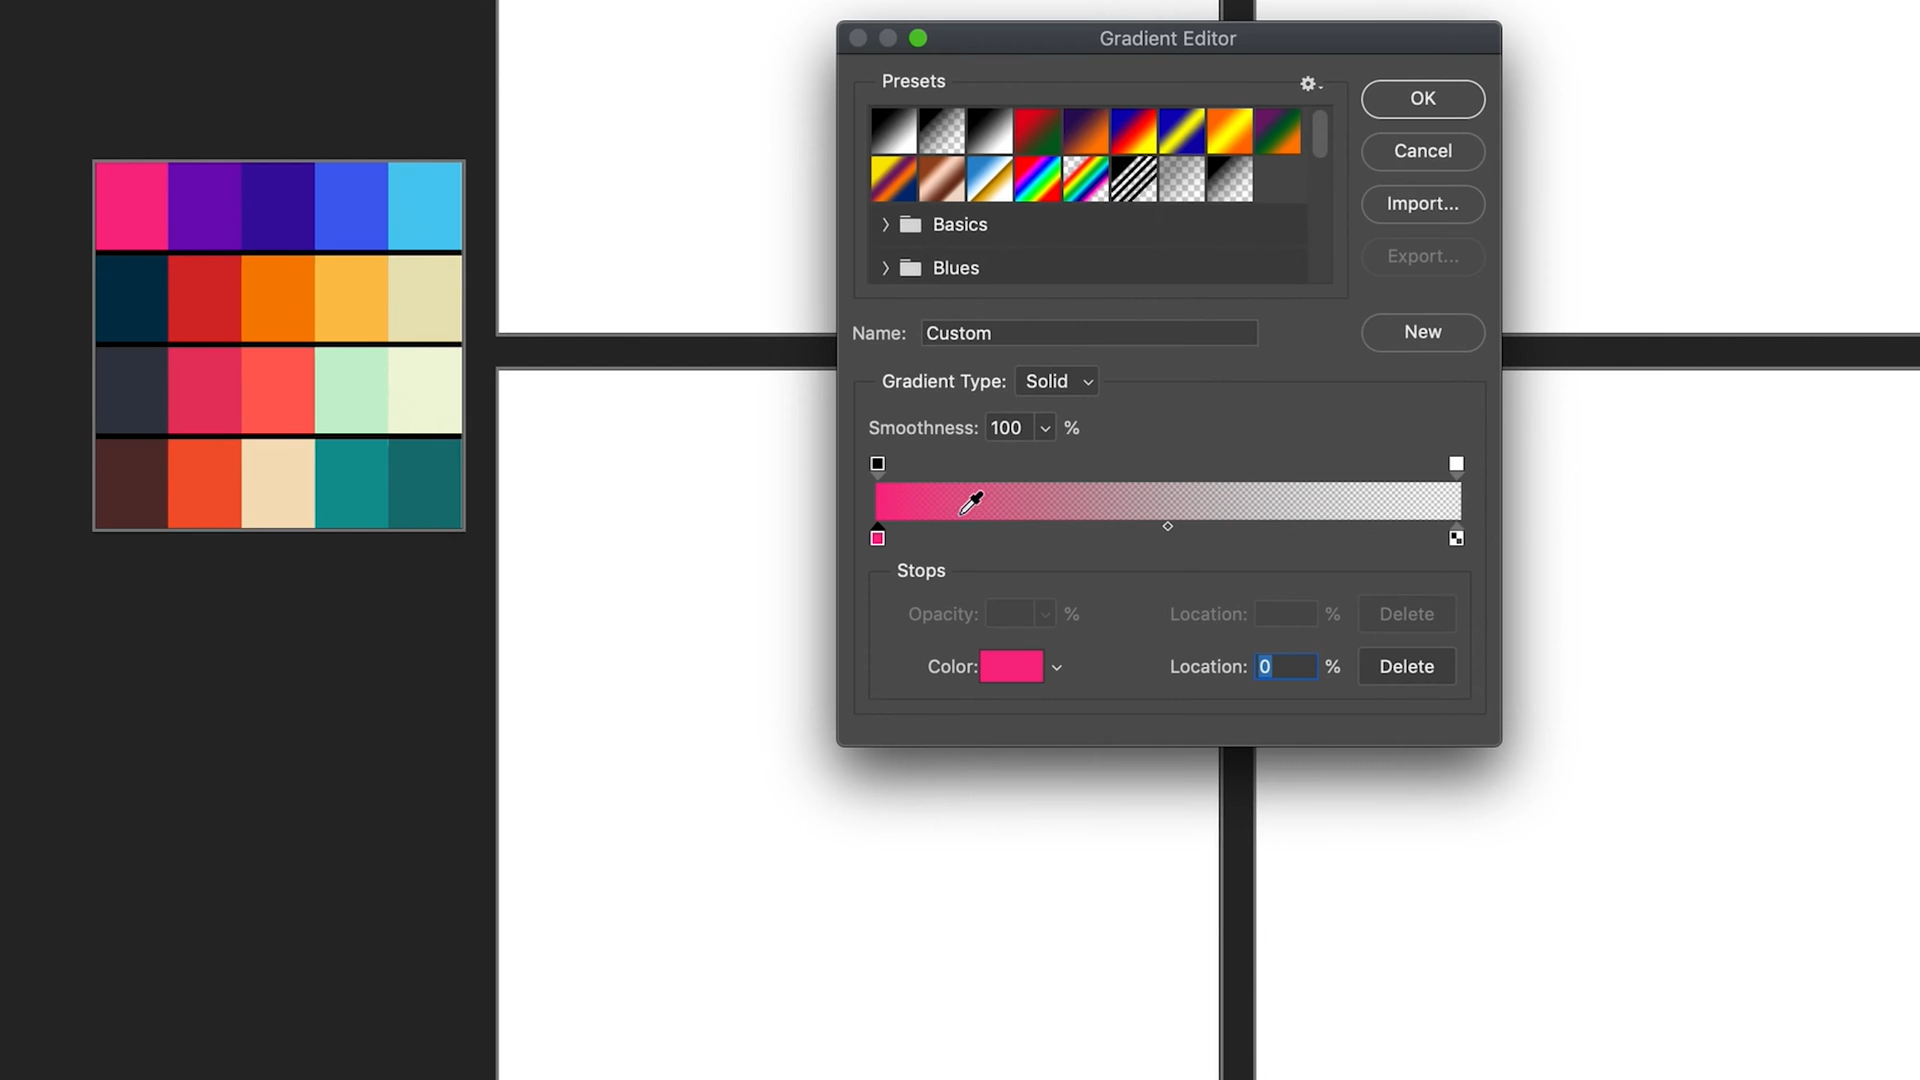 Gradient Editor
Presets
OK
Cancel
Import...
Basics
Export...
Blues
Name: Custom
New
Gradient Type: Solid
Smoothness: 100 %
Stops
Opacity: % Location: % Delete
Color: Location: 0 % Delete